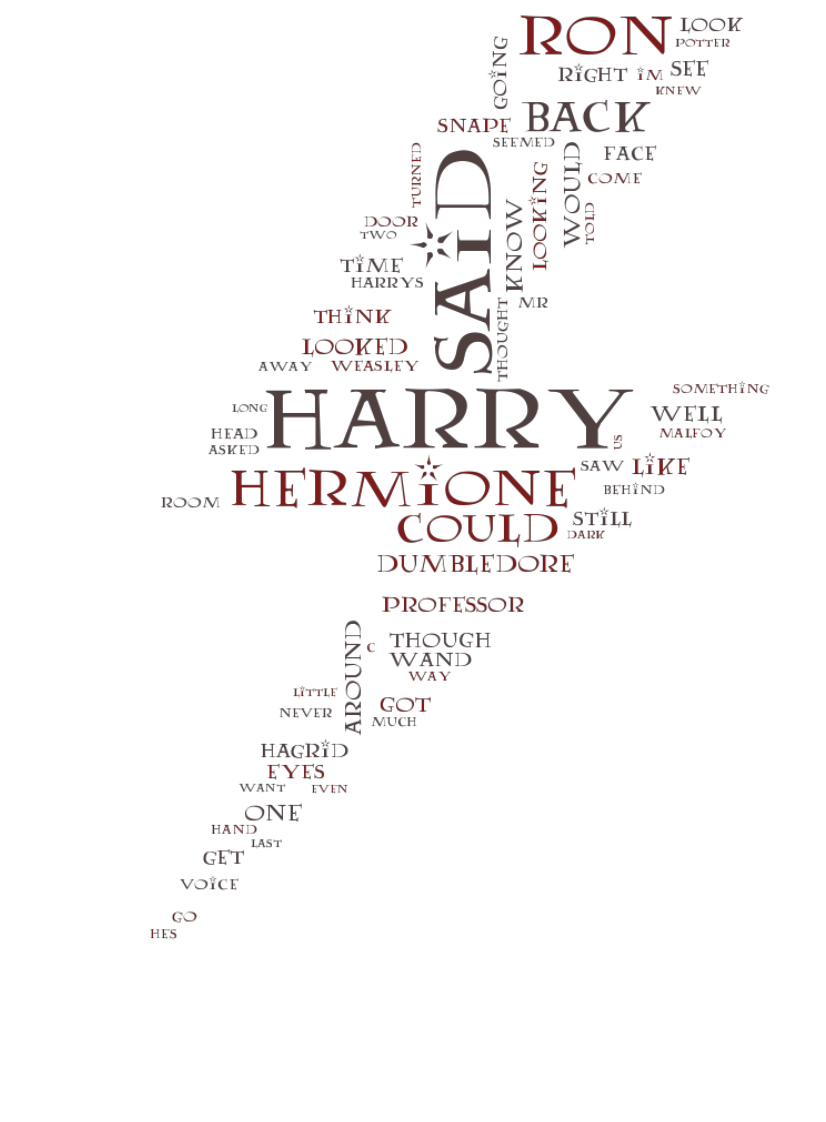 RON
LOOK
POTTER
GOING
RiGHT
iM
SEE
KNEW
SNAPE
BACK
SEEMED
FACE
TURNED
SAiD
LOOKiNG
WOULD
COME
TOLD
DOOR
TWO
KNOW
TiME
HARRYS
THOUGHT
MR
THiNK
LOOKED
AWAY
WEASLEY
SOMETHiNG
LONG
HARRY
US
WELL
HEAD
MALFOY
ASKED
HERMiONE
SAW
LiKE
ROOM
BEHiND
COULD
STiLL
DARK
DUMBLEDORE
PROFESSOR
AROUND
C
THOUGH
WAND
WAY
LiTTLE
NEVER
GOT
MUCH
HAGRiD
EYES
WANT
EVEN
ONE
HAND
LAST
GET
VOiCE
GO
HES